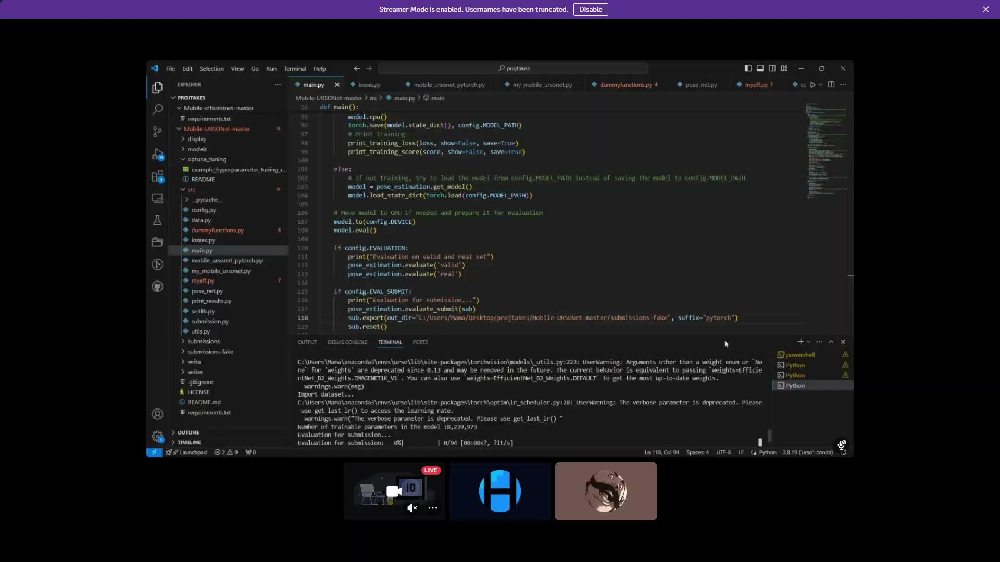 Streamer Mode is enabled. Usernames have been truncated. Disable
File Edit Selection View Go Run Terminal Help projtake3
EXPLORER
main.py losses.py mobile_ursonet_pytorch.py my_mobile_ursonet.py dummyfunctions.py 4 pose_net.py myeff.py 7
PROJTAKE3
Mobile-efficentnet-master
requirements.txt
Mobile-URSONet-master
display
models
optuna_tuning
example_hyperparameter_tuning_r...
README
src
__pycache__
config.py
data.py
dummyfunctions.py 4
losses.py
main.py
mobile_ursonet_pytorch.py
my_mobile_ursonet.py
myeff.py 7
pose_net.py
print_results.py
se3lib.py
submission.py
utils.py
submissions
submissions-fake
writa
writer
.gitignore
LICENSE
README.md
requirements.txt
OUTLINE
TIMELINE
11
3
1
Mobile-URSONet-master > src > main.py > main
16 def main():
95 model.cpu()
96 torch.save(model.state_dict(), config.MODEL_PATH)
97 # Print training
98 print_training_loss(loss, show=False, save=True)
99 print_training_score(score, show=False, save=True)
100
101 else:
102 # If not training, try to load the model from config.MODEL_PATH instead of saving the model to config.MODEL_PATH
103 model = pose_estimation.get_model()
104 model.load_state_dict(torch.load(config.MODEL_PATH))
105
106 # Move model to GPU if needed and prepare it for evaluation
107 model.to(config.DEVICE)
108 model.eval()
109
110 if config.EVALUATION:
111 print("Evaluation on valid and real set")
112 pose_estimation.evaluate('valid')
113 pose_estimation.evaluate('real')
114
115 if config.EVAL_SUBMIT:
116 print("Evaluation for submission...")
117 pose_estimation.evaluate_submit(sub)
118 sub.export(out_dir="C:/Users/Mama/Desktop/projtake3/Mobile-URSONet-master/submissions-fake", suffix="pytorch")
119 sub.reset()
OUTPUT DEBUG CONSOLE TERMINAL PORTS
C:\Users\Mama\anaconda3\envs\urso\lib\site-packages\torchvision\models\_utils.py:223: UserWarning: Arguments other than a weight enum or `No
ne` for 'weights' are deprecated since 0.13 and may be removed in the future. The current behavior is equivalent to passing `weights=Efficie
ntNet_B2_Weights.IMAGENET1K_V1`. You can also use `weights=EfficientNet_B2_Weights.DEFAULT` to get the most up-to-date weights.
warnings.warn(msg)
Import dataset...
C:\Users\Mama\anaconda3\envs\urso\lib\site-packages\torch\optim\lr_scheduler.py:28: UserWarning: The verbose parameter is deprecated. Please
use get_last_lr() to access the learning rate.
warnings.warn("The verbose parameter is deprecated. Please use get_last_lr() "
Number of trainable parameters in the model :8,239,973
Evaluation for submission...
Evaluation for submission: 0%| | 0/94 [00:00<?, ?it/s]
powershell
Python
Python
Python
Launchpad 2 9 0 Ln 118, Col 94 Spaces: 4 UTF-8 LF Python 3.8.19 ('urso': conda)
LIVE
10
H